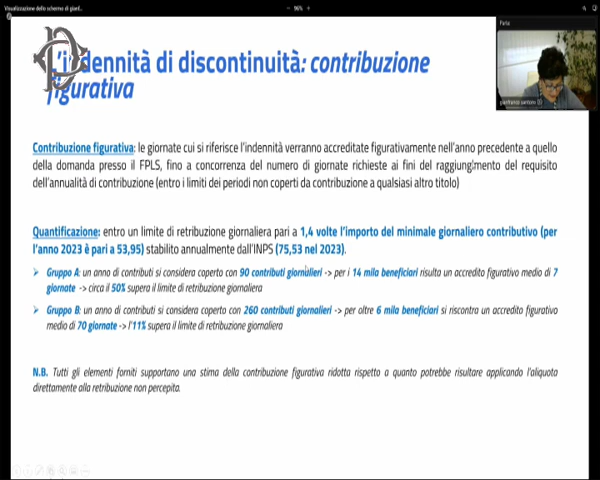 Visualizzazione dello schermo di gianf...
96%
Parla:
L'indennità di discontinuità: contribuzione
figurativa
gianfranco santoro (I)
Contribuzione figurativa: le giornate cui si riferisce l'indennità verranno accreditate figurativamente nell'anno precedente a quello
della domanda presso il FPLS, fino a concorrenza del numero di giornate richieste ai fini del raggiungimento del requisito
dell'annualità di contribuzione (entro i limiti dei periodi non coperti da contribuzione a qualsiasi altro titolo)
Quantificazione: entro un limite di retribuzione giornaliera pari a 1,4 volte l'importo del minimale giornaliero contributivo (per
l'anno 2023 è pari a 53,95) stabilito annualmente dall'INPS (75,53 nel 2023).
➢ Gruppo A: un anno di contributi si considera coperto con 90 contributi giornalieri -> per i 14 mila beneficiari risulta un accredito figurativo medio di 7
giornate -> circa il 50% supera il limite di retribuzione giornaliera
➢ Gruppo B: un anno di contributi si considera coperto con 260 contributi giornalieri -> per oltre 6 mila beneficiari si riscontra un accredito figurativo
medio di 70 giornate -> l'11% supera il limite di retribuzione giornaliera
N.B. Tutti gli elementi forniti supportano una stima della contribuzione figurativa ridotta rispetto a quanto potrebbe risultare applicando l'aliquota
direttamente alla retribuzione non percepita.